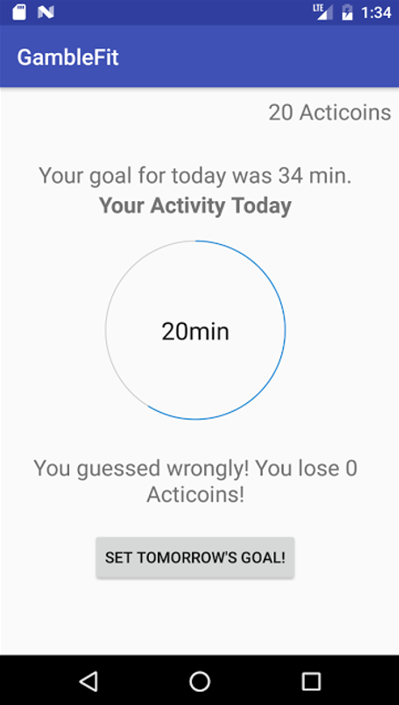 LTE 1:34
GambleFit
20 Acticoins
Your goal for today was 34 min.
Your Activity Today
20min
You guessed wrongly! You lose 0
Acticoins!
SET TOMORROW'S GOAL!